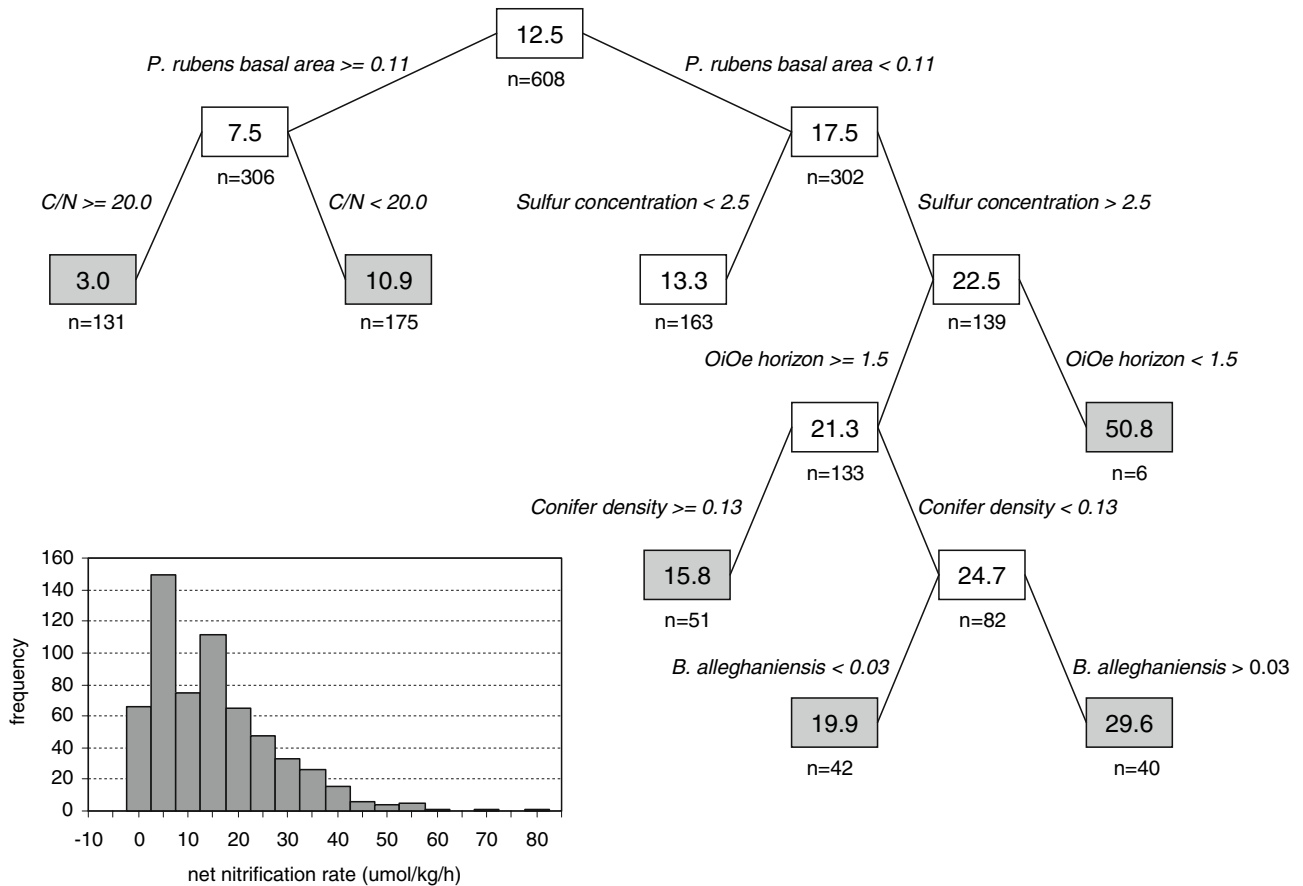 12.5
P. rubens basal area >= 0.11
P. rubens basal area < 0.11
n=608
7.5
17.5
n=306
n=302
C/N >= 20.0
C/N < 20.0
Sulfur concentration < 2.5
Sulfur concentration > 2.5
3.0
10.9
13.3
22.5
n=131
n=175
n=163
n=139
OiOe horizon >= 1.5
OiOe horizon < 1.5
21.3
50.8
n=133
n=6
Conifer density >= 0.13
Conifer density < 0.13
15.8
24.7
n=51
n=82
B. alleghaniensis < 0.03
B. alleghaniensis > 0.03
19.9
29.6
n=42
n=40
160
140
120
100
80
60
40
20
0
frequency
-10 0 10 20 30 40 50 60 70 80
net nitrification rate (umol/kg/h)